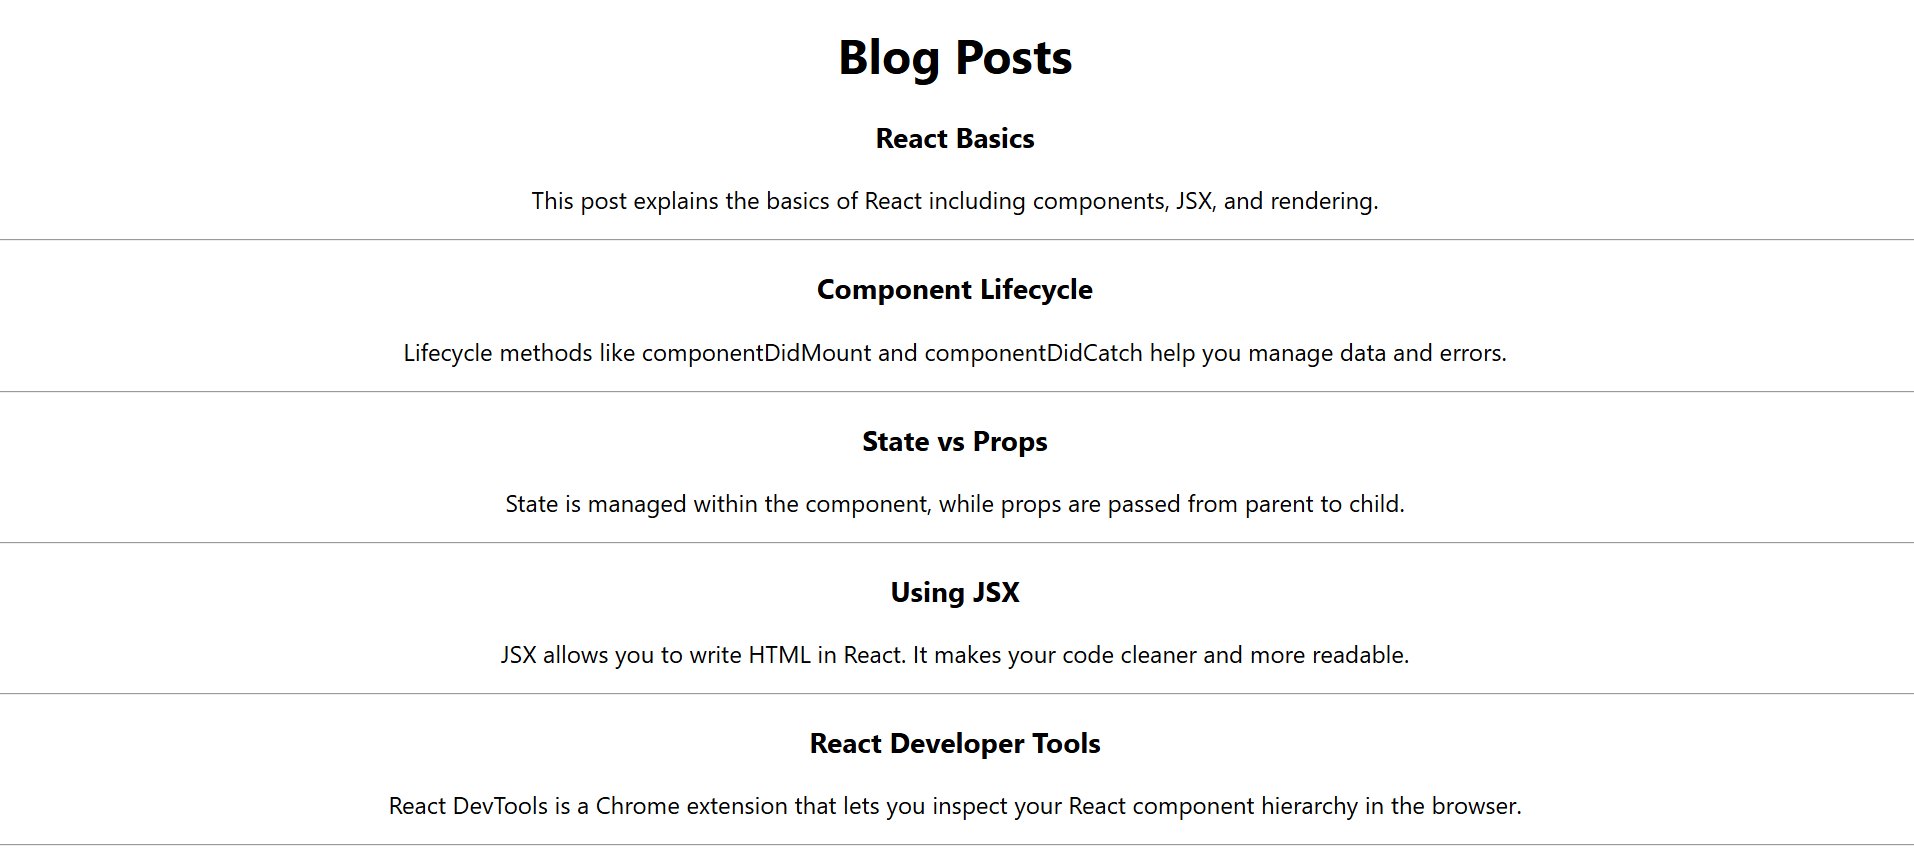 Blog Posts
React Basics
This post explains the basics of React including components, JSX, and rendering.
Component Lifecycle
Lifecycle methods like componentDidMount and componentDidCatch help you manage data and errors.
State vs Props
State is managed within the component, while props are passed from parent to child.
Using JSX
JSX allows you to write HTML in React. It makes your code cleaner and more readable.
React Developer Tools
React DevTools is a Chrome extension that lets you inspect your React component hierarchy in the browser.